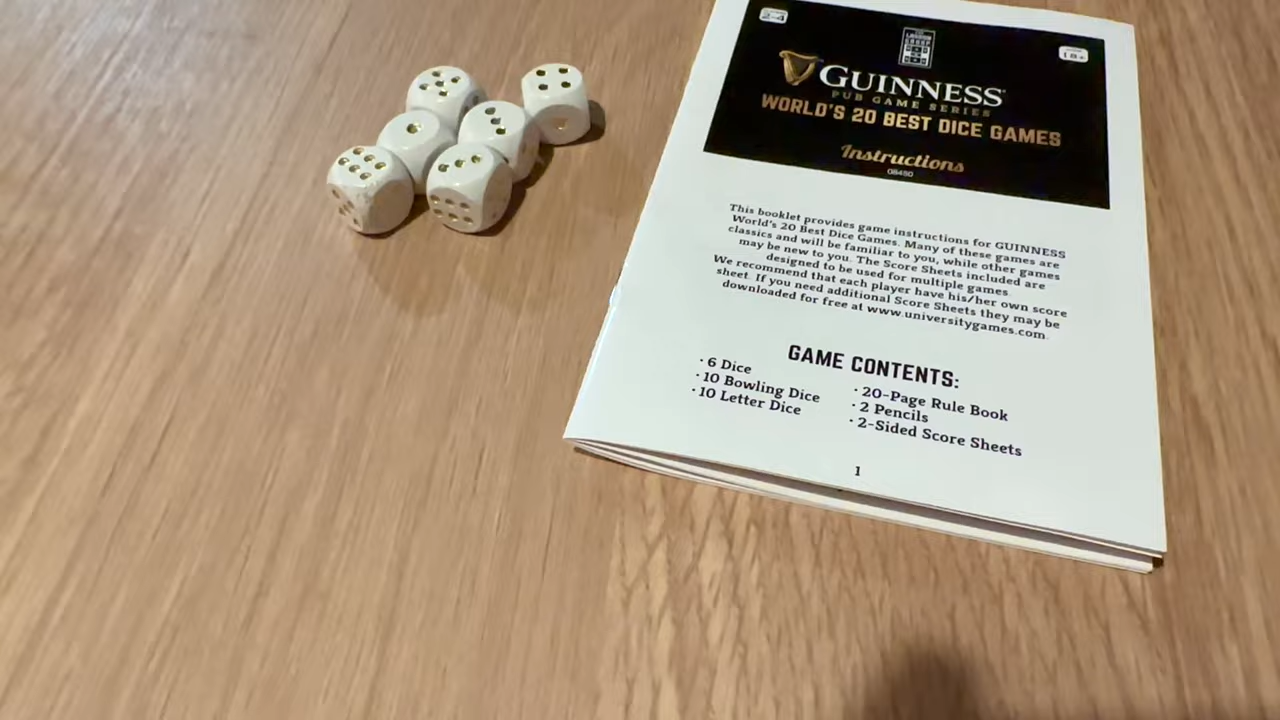 2-4
18+
GUINNESS
PUB GAME SERIES
WORLD'S 20 BEST DICE GAMES
Instructions
08480
This booklet provides game instructions for GUINNESS
World's 20 Best Dice Games. Many of these games are
classics and will be familiar to you, while other games
may be new to you. The Score Sheets included are
designed to be used for multiple games.
We recommend that each player have his/her own score
sheet. If you need additional Score Sheets they may be
downloaded for free at www.universitygames.com.
GAME CONTENTS:
· 6 Dice
· 10 Bowling Dice
· 10 Letter Dice
· 20-Page Rule Book
· 2 Pencils
· 2-Sided Score Sheets
1